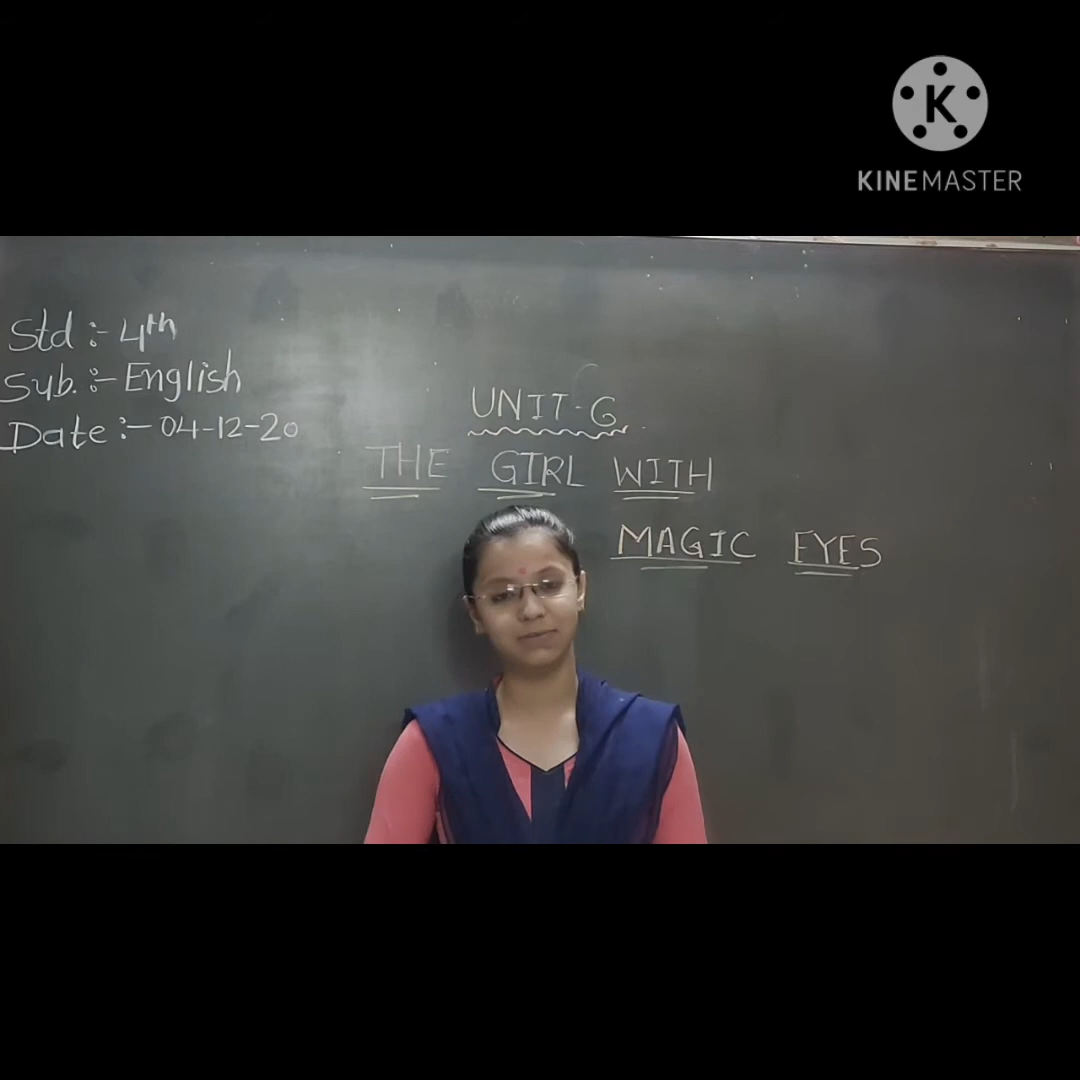 KINEMASTER
Std :- 4th
Sub. :- English
Date :- 04-12-20
UNIT-6
THE GIRL WITH
MAGIC EYES